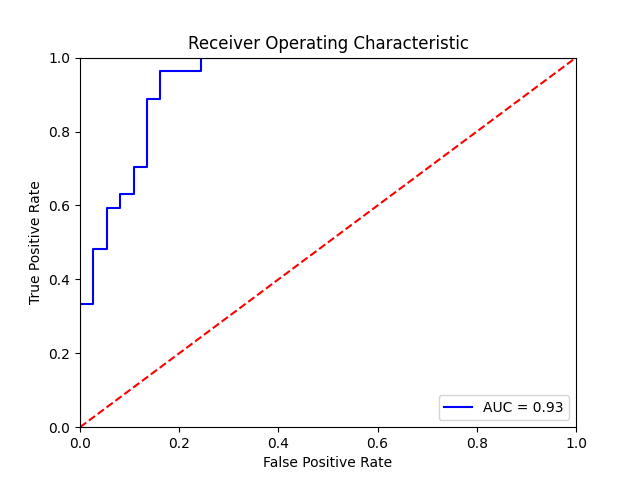 Receiver Operating Characteristic
1.0
0.8
0.6
0.4
0.2
0.0
True Positive Rate
AUC = 0.93
0.0 0.2 0.4 0.6 0.8 1.0
False Positive Rate